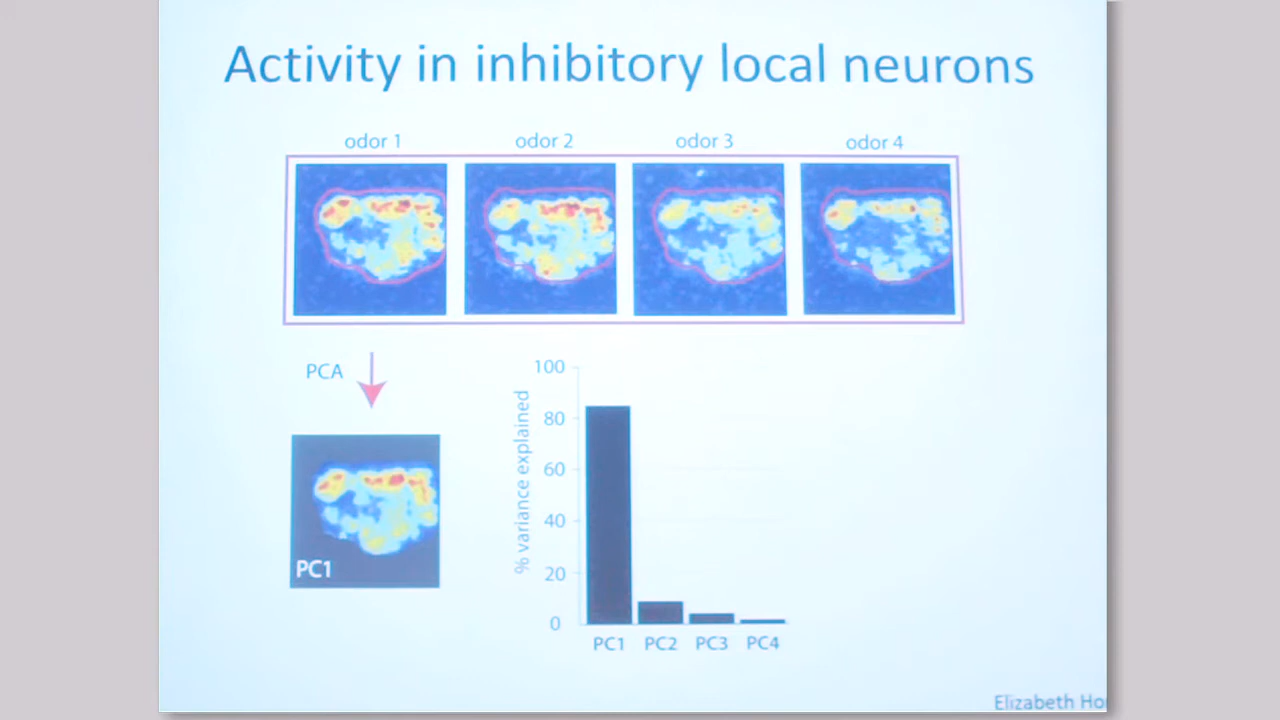 Activity in inhibitory local neurons
odor 1
odor 2
odor 3
odor 4
PCA
PC1
% variance explained
100
80
60
40
20
0
PC1
PC2
PC3
PC4
Elizabeth